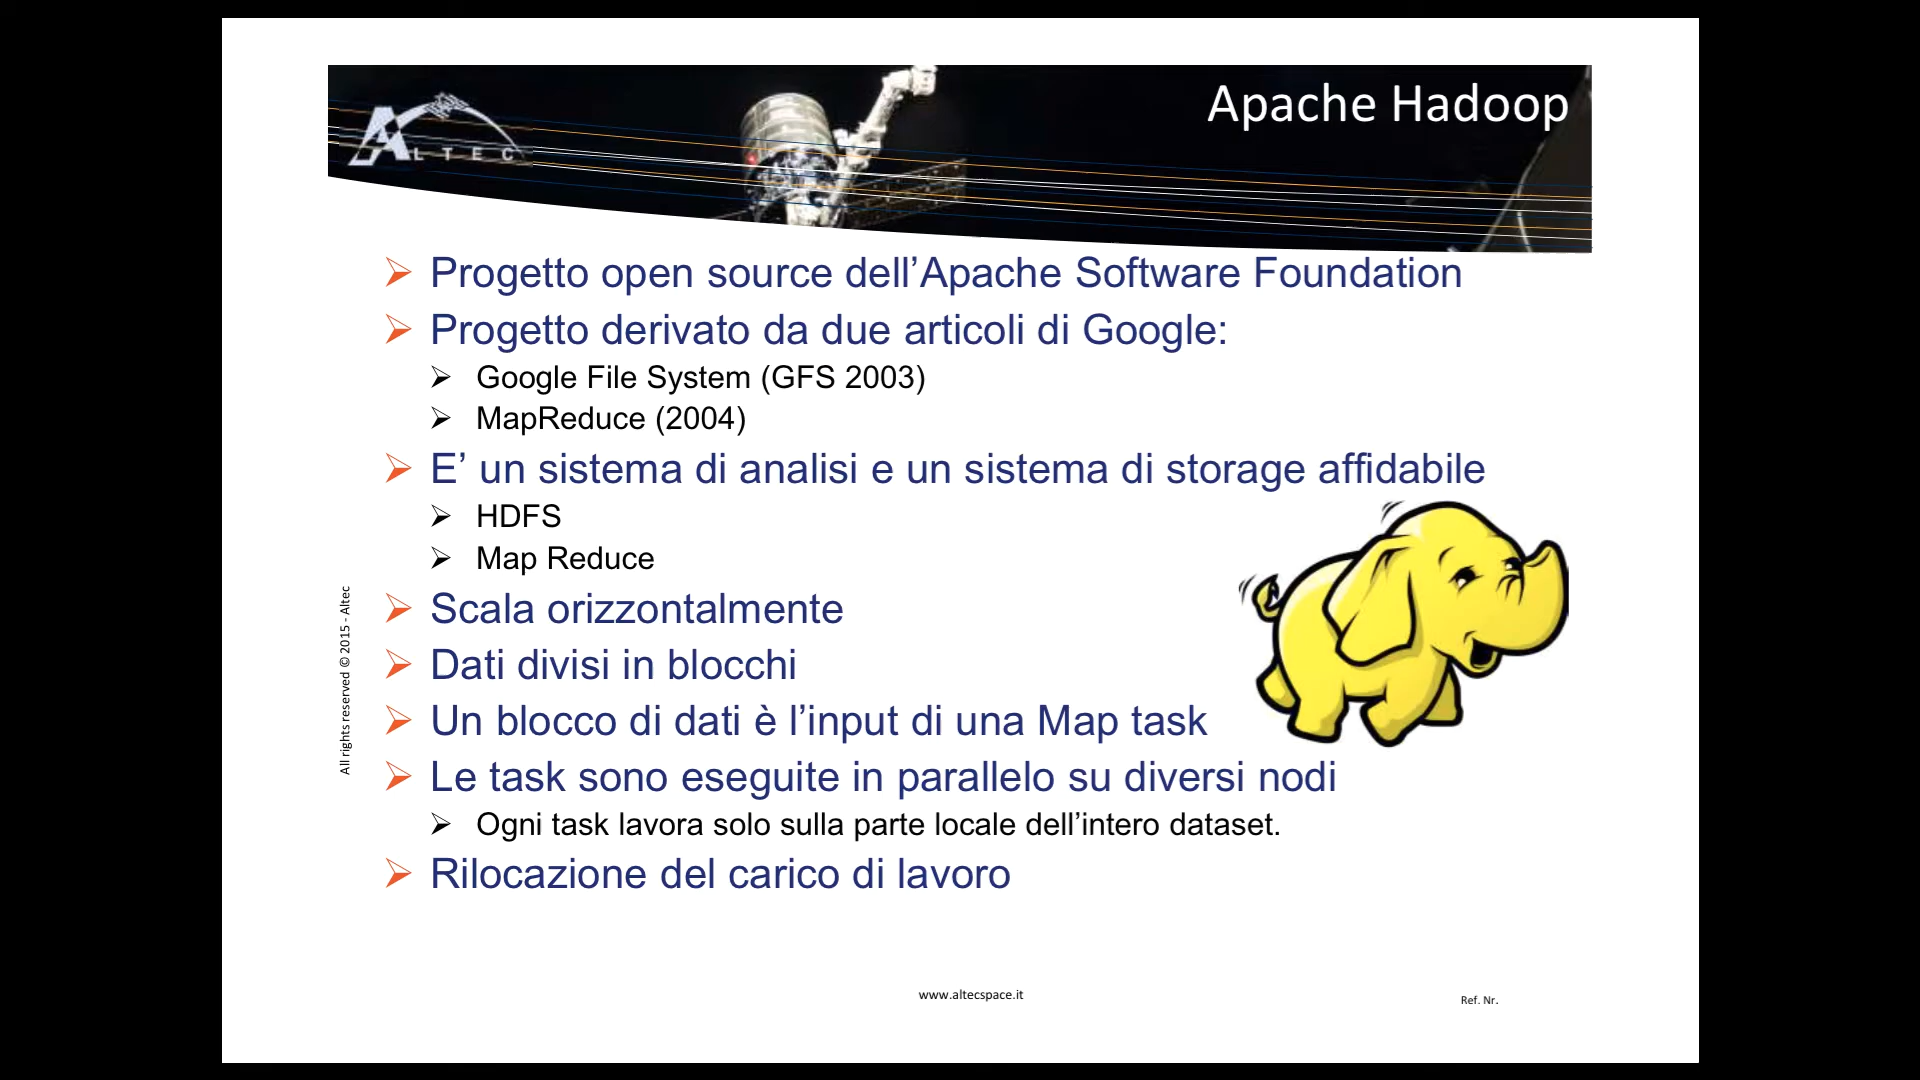 ALTEC
Apache Hadoop
Progetto open source dell’Apache Software Foundation
Progetto derivato da due articoli di Google:
Google File System (GFS 2003)
MapReduce (2004)
E’ un sistema di analisi e un sistema di storage affidabile
HDFS
Map Reduce
Scala orizzontalmente
Dati divisi in blocchi
Un blocco di dati è l’input di una Map task
Le task sono eseguite in parallelo su diversi nodi
Ogni task lavora solo sulla parte locale dell’intero dataset.
Rilocazione del carico di lavoro
All rights reserved © 2015 - Altec
www.altecspace.it
Ref. Nr.